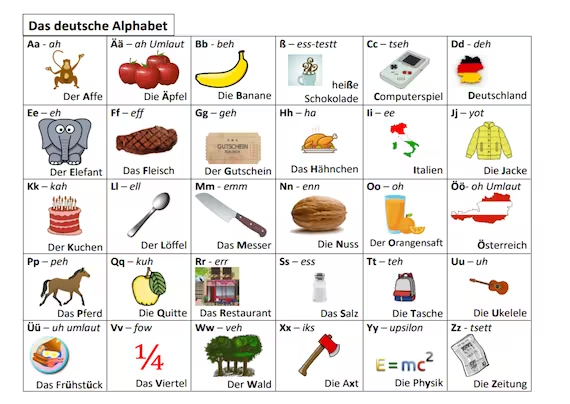 Das deutsche Alphabet
Aa - ah
Der Affe
Ää – ah Umlaut
Die Äpfel
Bb - beh
Die Banane
ß – ess-testt
heiße
Schokolade
Cc – tseh
Computerspiel
Dd - deh
Deutschland
Ee – eh
Der Elefant
Ff – eff
Das Fleisch
Gg – geh
GUTSCHEIN
Der Gutschein
Hh – ha
Das Hähnchen
Ii – ee
Italien
Jj – yot
Die Jacke
Kk – kah
Der Kuchen
Ll – ell
Der Löffel
Mm - emm
Das Messer
Nn – enn
Die Nuss
Oo – oh
Der Orangensaft
Öö- oh Umlaut
Österreich
Pp – peh
Das Pferd
Qq – kuh
Die Quitte
Rr - err
Das Restaurant
Ss – ess
Das Salz
Tt – teh
Die Tasche
Uu – uh
Die Ukelele
Üü – uh umlaut
Das Frühstück
Vv – fow
¼
Das Viertel
Ww – veh
Der Wald
Xx – iks
Die Axt
Yy – upsilon
E=mc²
Die Physik
Zz - tsett
Die Zeitung